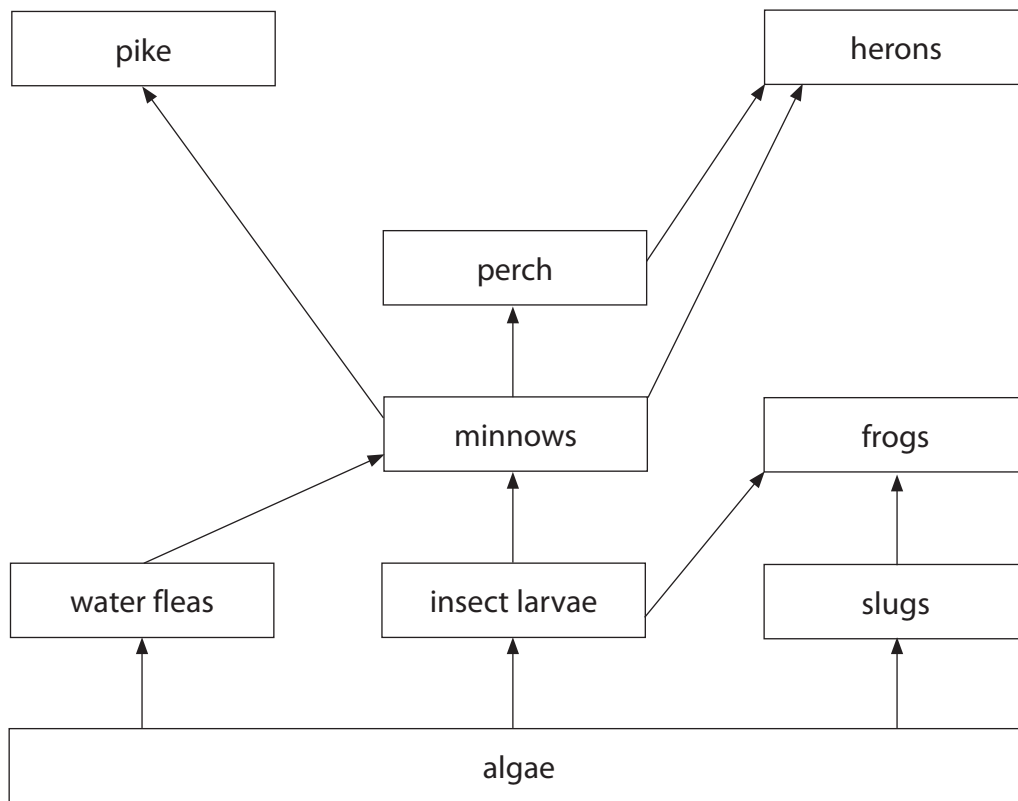 pike
herons
perch
minnows
frogs
water fleas
insect larvae
slugs
algae